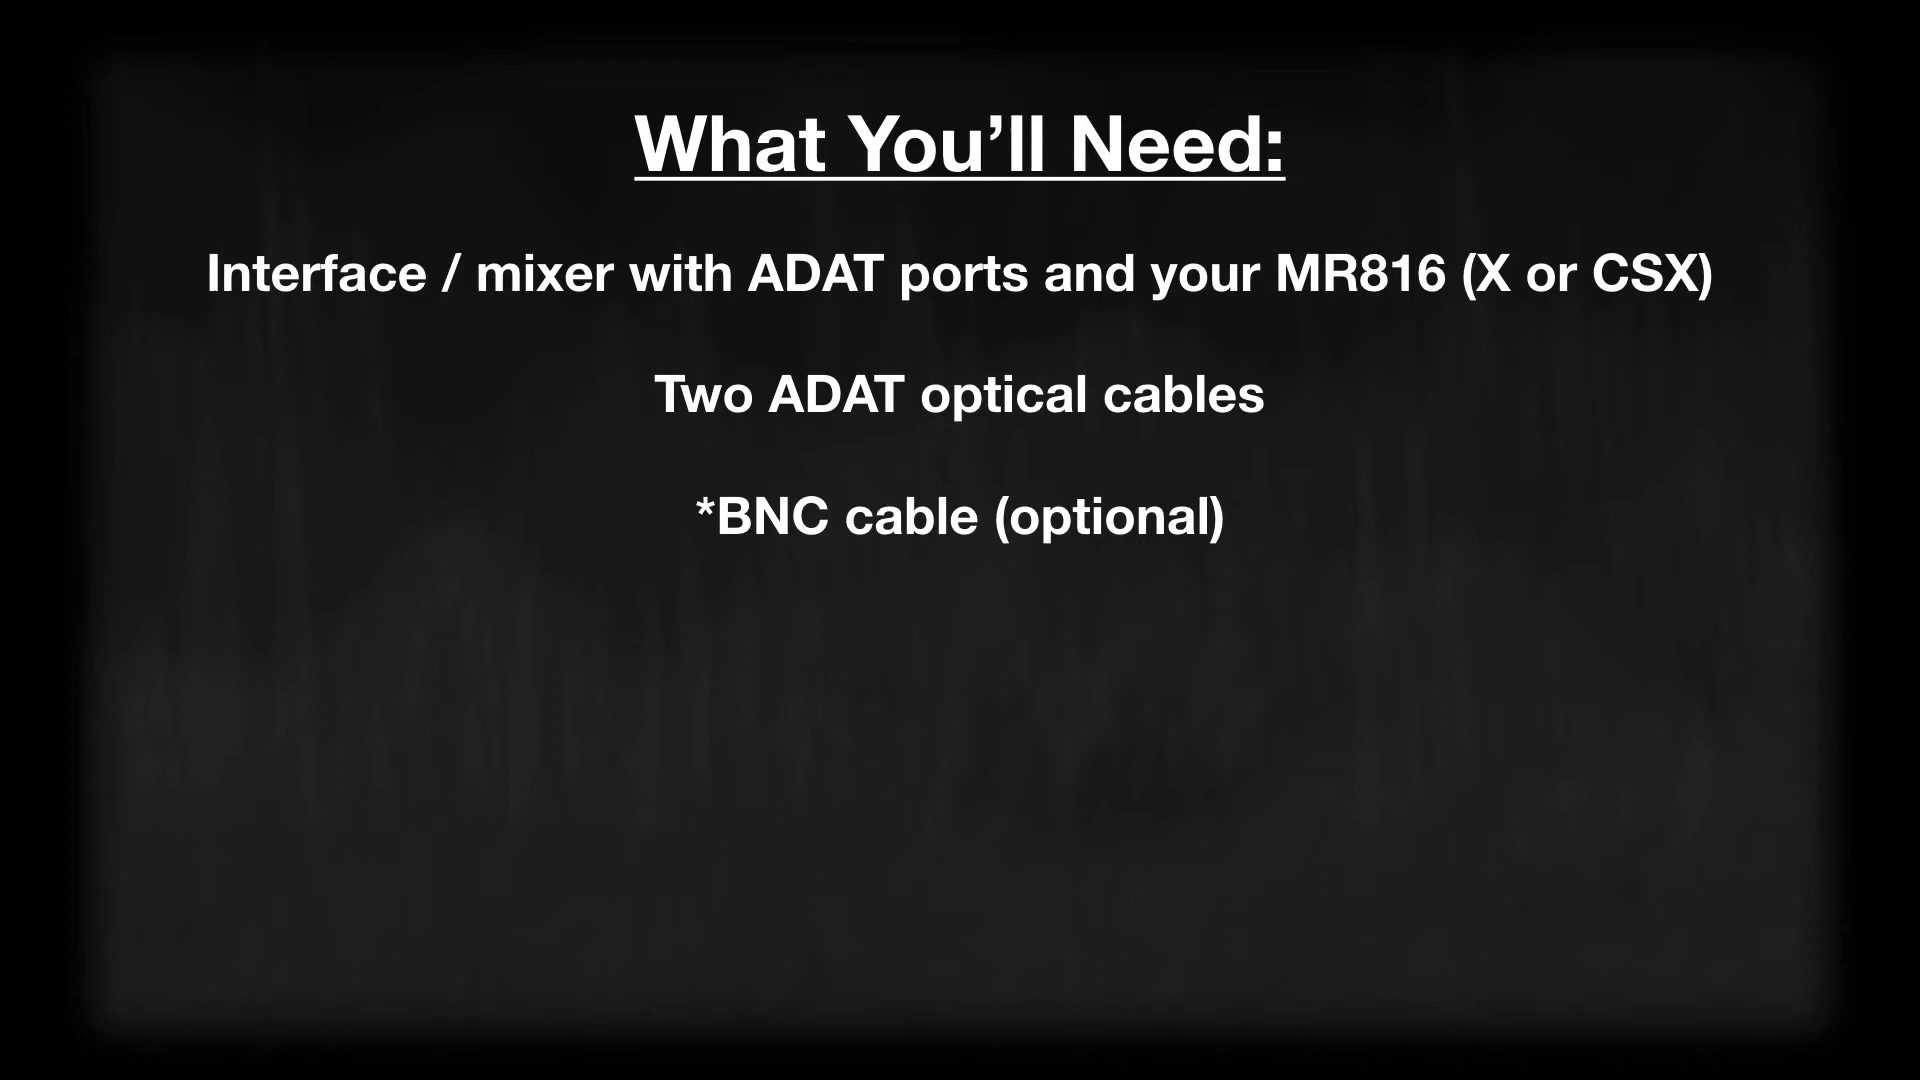 What You’ll Need:
Interface / mixer with ADAT ports and your MR816 (X or CSX)
Two ADAT optical cables
*BNC cable (optional)